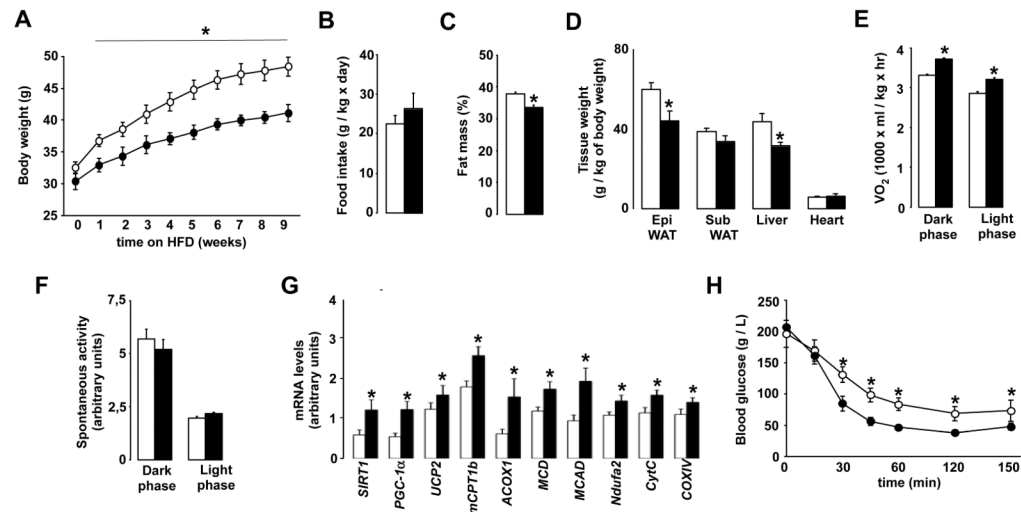 A
*
Body weight
(g)
50
45
40
35
30
25
0 1 2 3 4 5 6 7 8 9
time on HFD (weeks)
B
Food intake (g / kg x day)
40
30
20
10
0
C
Fat mass (%)
50
40
30
20
10
0
*
D
Tissue weight
(g / kg of body weight)
80
40
0
* *
Epi Sub Liver Heart
WAT WAT
E
VO2 (1000 x ml / kg x hr)
4
3
2
1
0
* *
Dark Light
phase phase
F
Spontaneous activity
(arbitrary units)
7,5
5
2,5
0
Dark Light
phase phase
G
mRNA levels
(arbitrary units)
4
3
2
1
0
* * * * * * * * * *
SIRT1
PGC-1α
UCP2
mCPT1b
ACOX1
MCD
MCAD
Ndufa2
CytC
COXIV
H
Blood glucose (g / L)
250
200
150
100
50
0
* * * * *
0 30 60 120 150
time (min)